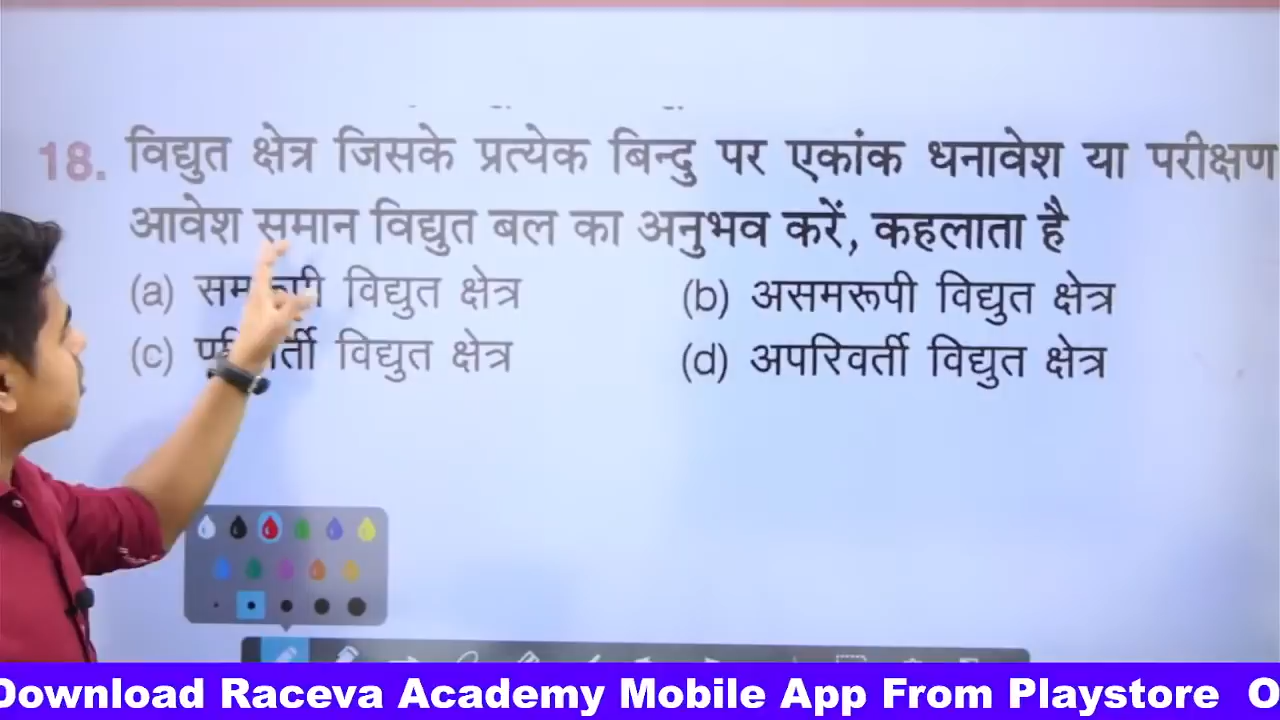 18. विद्युत क्षेत्र जिसके प्रत्येक बिन्दु पर एकांक धनावेश या परीक्षण
आवेश समान विद्युत बल का अनुभव करें, कहलाता है
(a) समरूपी विद्युत क्षेत्र (b) असमरूपी विद्युत क्षेत्र
(c) विद्युत क्षेत्र (d) अपरिवर्ती विद्युत क्षेत्र
Download Raceva Academy Mobile App From Playstore O